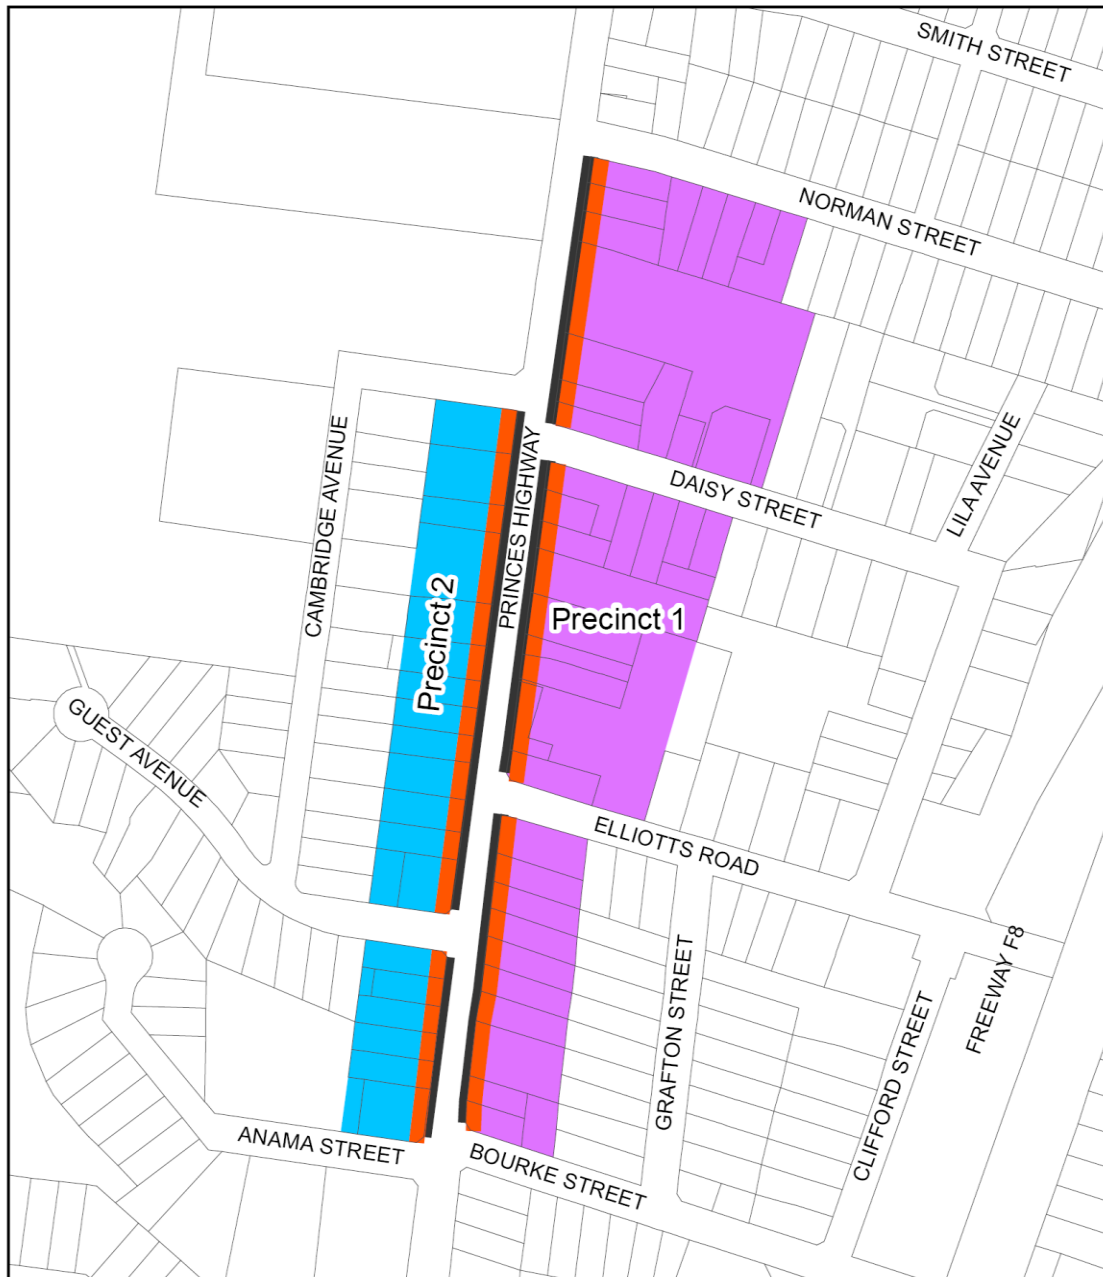 SMITH STREET
NORMAN STREET
LILA AVENUE
DAISY STREET
CAMBRIDGE AVENUE
PRINCES HIGHWAY
Precinct 2
Precinct 1
GUEST AVENUE
ELLIOTTS ROAD
GRAFTON STREET
FREEWAY F8
CLIFFORD STREET
ANAMA STREET
BOURKE STREET